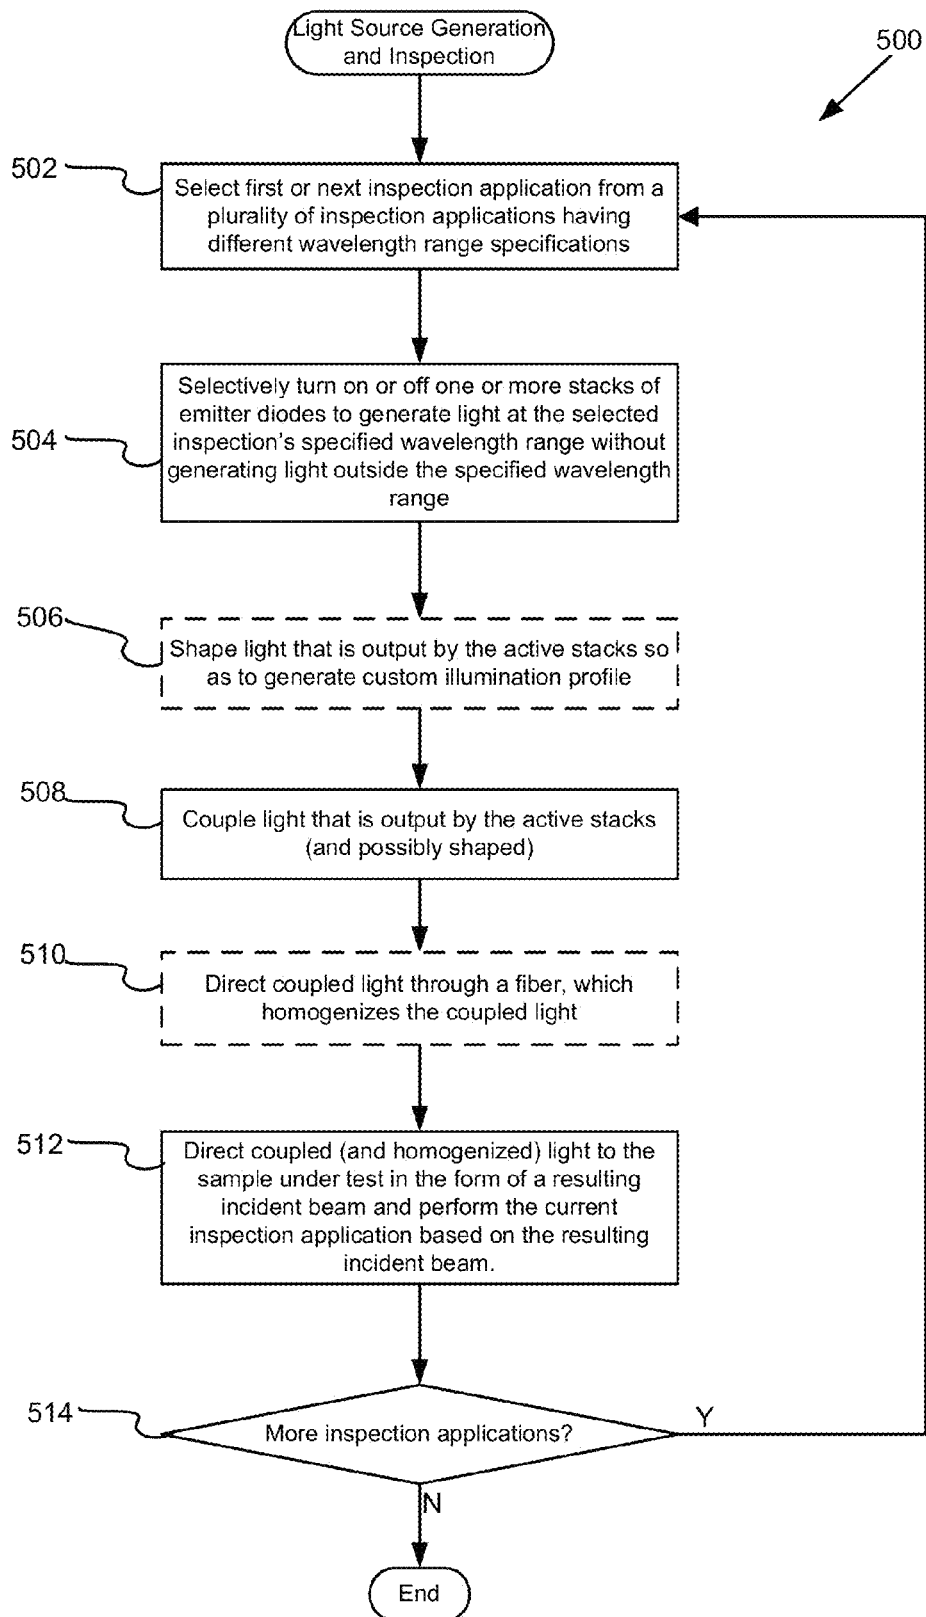 Light Source Generation
and Inspection
500
502
Select first or next inspection application from a
plurality of inspection applications having
different wavelength range specifications
504
Selectively turn on or off one or more stacks of
emitter diodes to generate light at the selected
inspection's specified wavelength range without
generating light outside the specified wavelength
range
506
Shape light that is output by the active stacks so
as to generate custom illumination profile
508
Couple light that is output by the active stacks
(and possibly shaped)
510
Direct coupled light through a fiber, which
homogenizes the coupled light
512
Direct coupled (and homogenized) light to the
sample under test in the form of a resulting
incident beam and perform the current
inspection application based on the resulting
incident beam.
514
More inspection applications?
Y
N
End